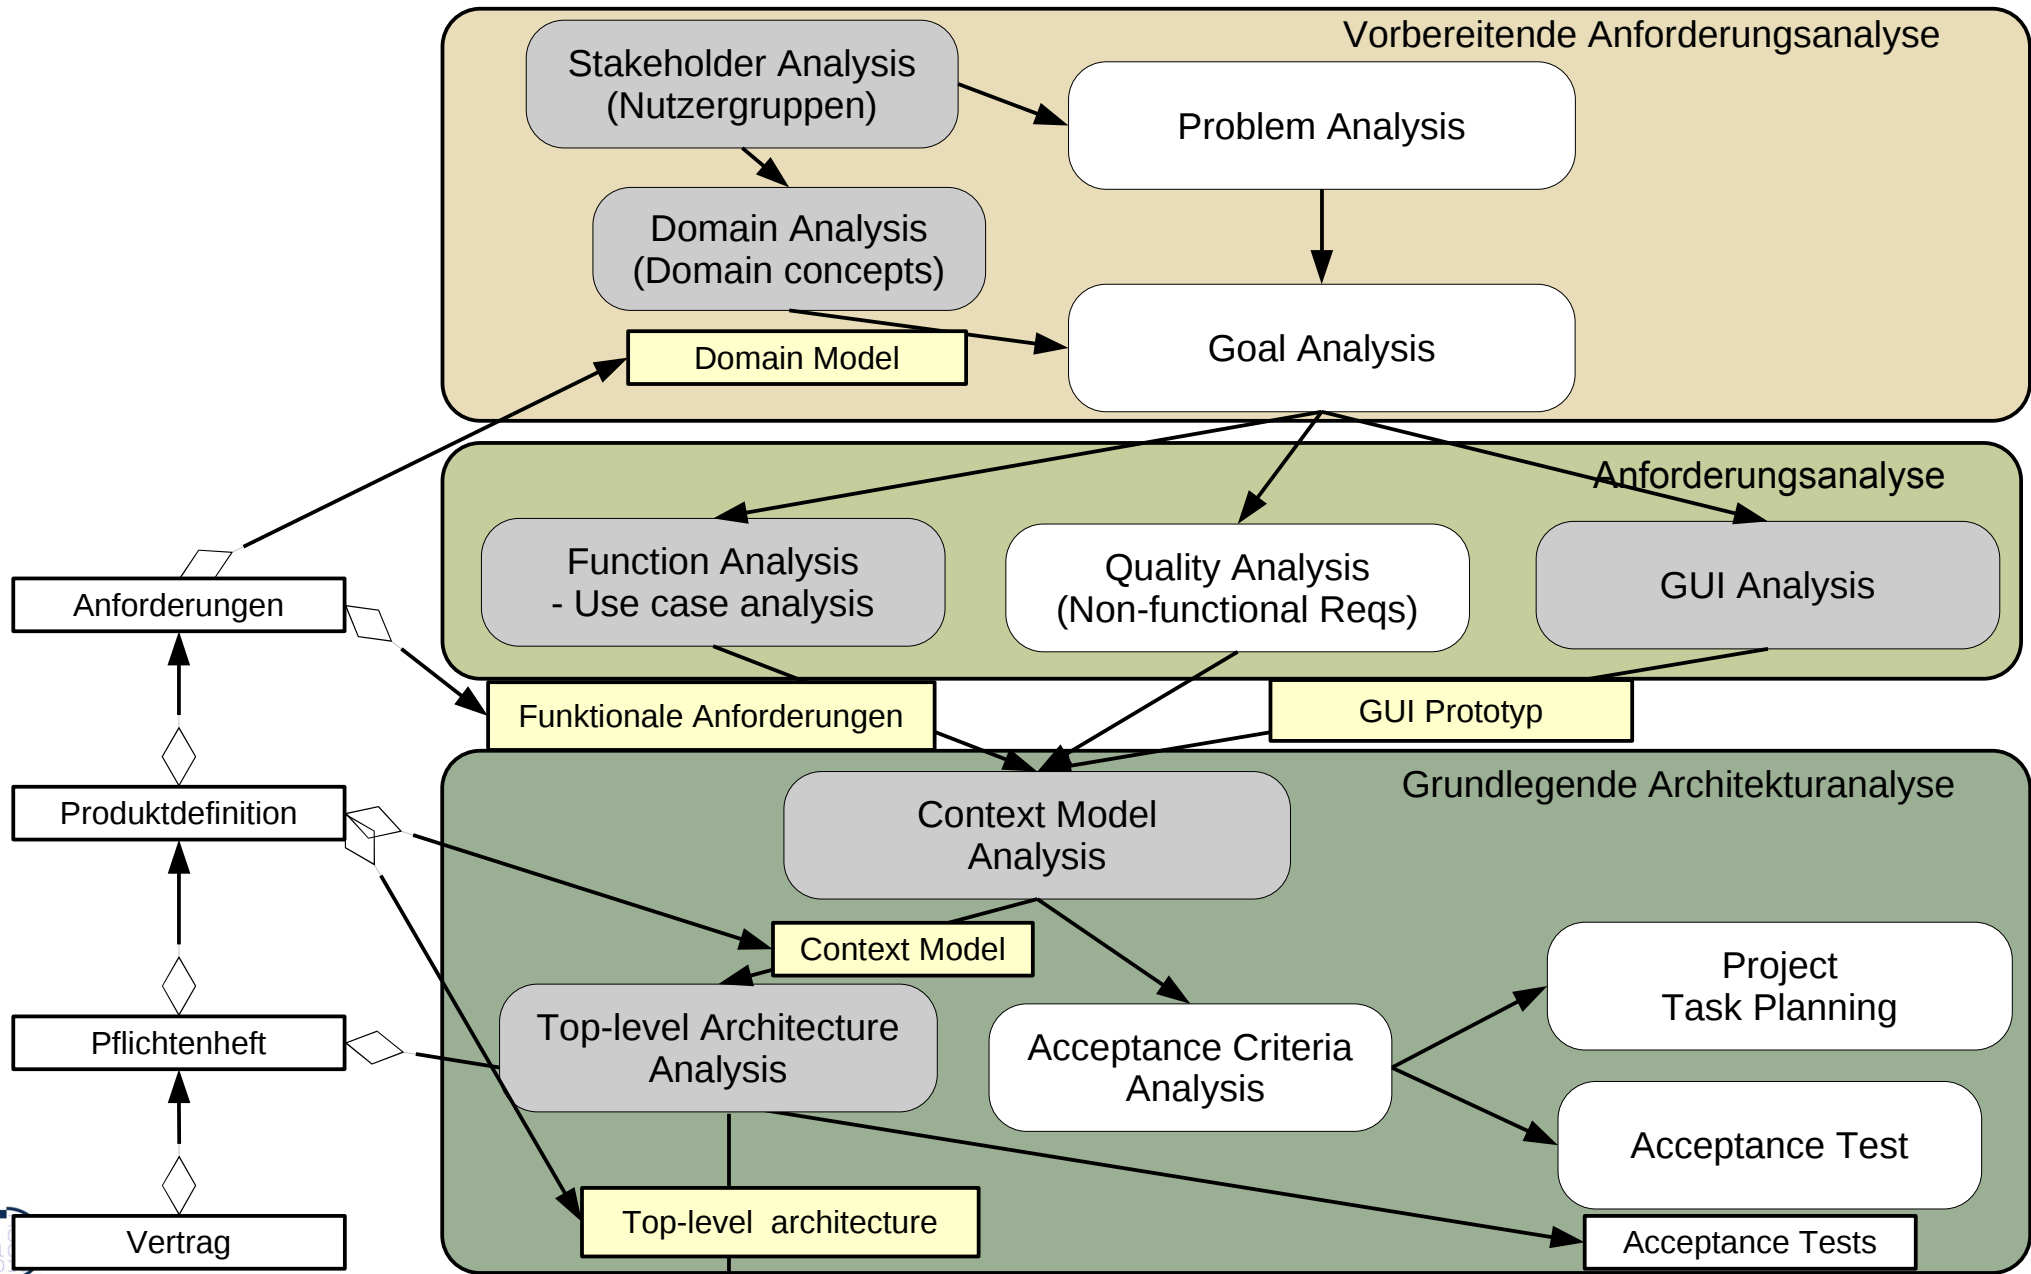 Vorbereitende Anforderungsanalyse
Stakeholder Analysis
(Nutzergruppen)
Problem Analysis
Domain Analysis
(Domain concepts)
Goal Analysis
Domain Model
Anforderungsanalyse
Function Analysis
- Use case analysis
Quality Analysis
(Non-functional Reqs)
GUI Analysis
Anforderungen
Funktionale Anforderungen
GUI Prototyp
Grundlegende Architekturanalyse
Produktdefinition
Context Model
Analysis
Context Model
Project
Task Planning
Pflichtenheft
Top-level Architecture
Analysis
Acceptance Criteria
Analysis
Acceptance Test
Top-level  architecture
Vertrag
Acceptance Tests